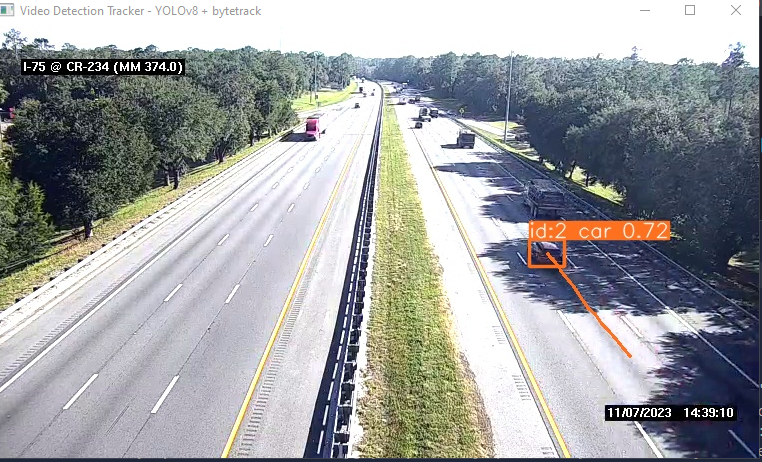 Video Detection Tracker - YOLOv8 + bytetrack
I-75 @ CR-234 (MM 374.0)
id:2 car 0.72
11/07/2023 14:39:10